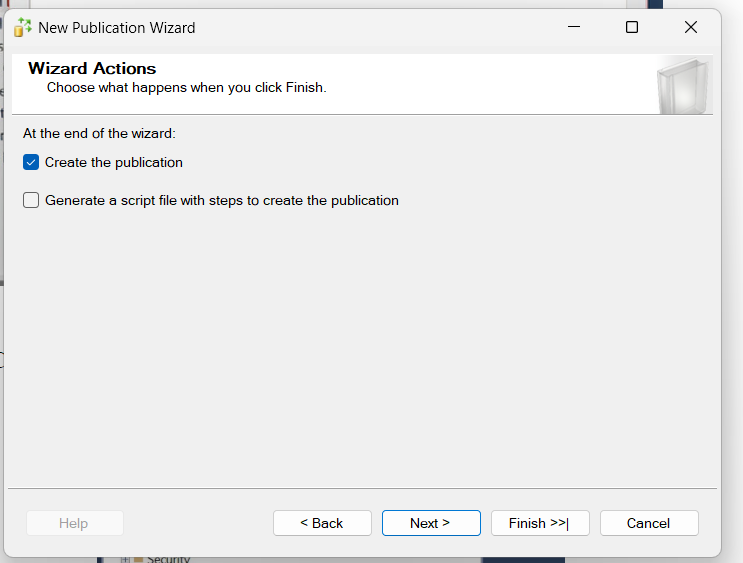 New Publication Wizard
Wizard Actions
Choose what happens when you click Finish.
At the end of the wizard:
Create the publication
Generate a script file with steps to create the publication
Help
< Back
Next >
Finish >>|
Cancel
Security